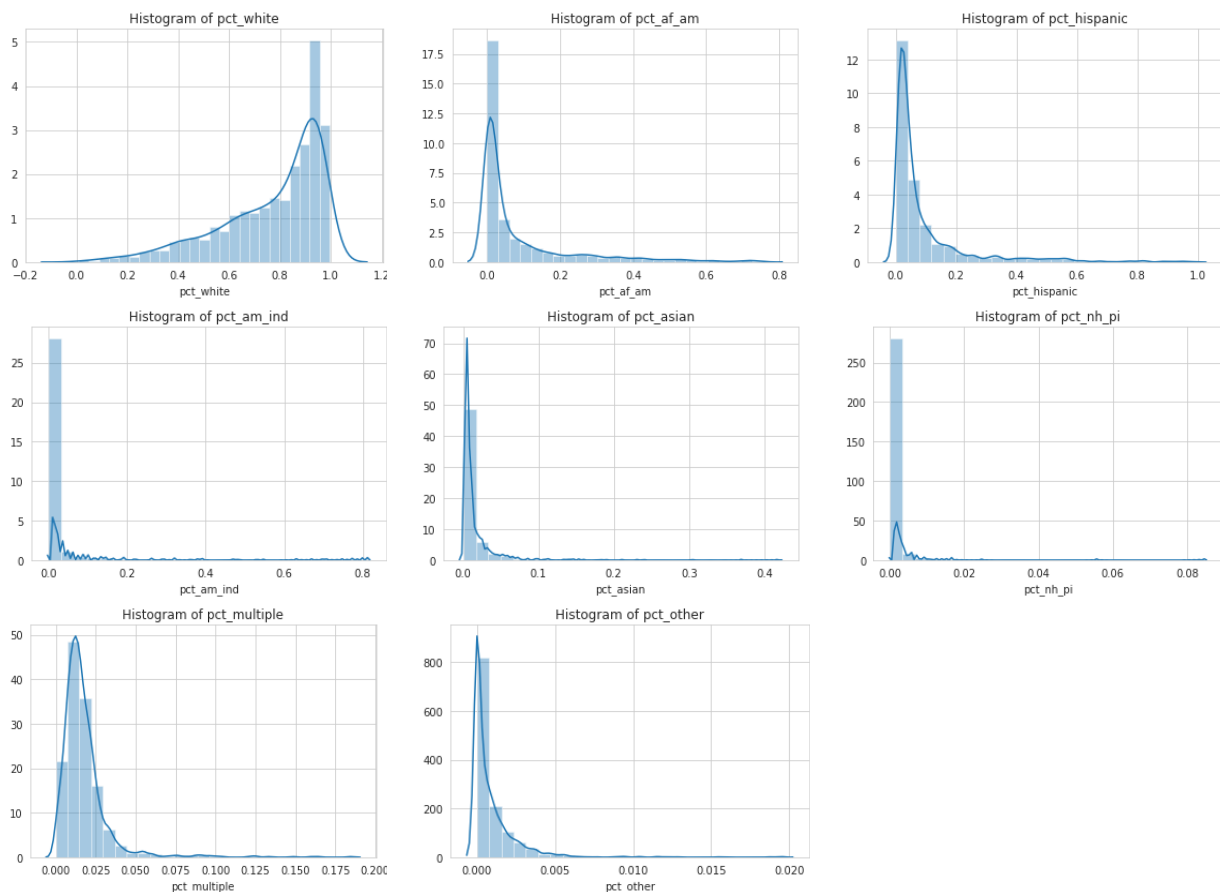 Histogram of pct_white
5
4
3
2
1
0
−0.2 0.0 0.2 0.4 0.6 0.8 1.0 1.2
pct_white
Histogram of pct_af_am
17.5
15.0
12.5
10.0
7.5
5.0
2.5
0.0
0.0 0.2 0.4 0.6 0.8
pct_af_am
Histogram of pct_hispanic
12
10
8
6
4
2
0
0.0 0.2 0.4 0.6 0.8 1.0
pct_hispanic
Histogram of pct_am_ind
25
20
15
10
5
0
0.0 0.2 0.4 0.6 0.8
pct_am_ind
Histogram of pct_asian
70
60
50
40
30
20
10
0
0.0 0.1 0.2 0.3 0.4
pct_asian
Histogram of pct_nh_pi
250
200
150
100
50
0
0.00 0.02 0.04 0.06 0.08
pct_nh_pi
Histogram of pct_multiple
50
40
30
20
10
0
0.000 0.025 0.050 0.075 0.100 0.125 0.150 0.175 0.200
pct_multiple
Histogram of pct_other
800
600
400
200
0
0.000 0.005 0.010 0.015 0.020
pct_other